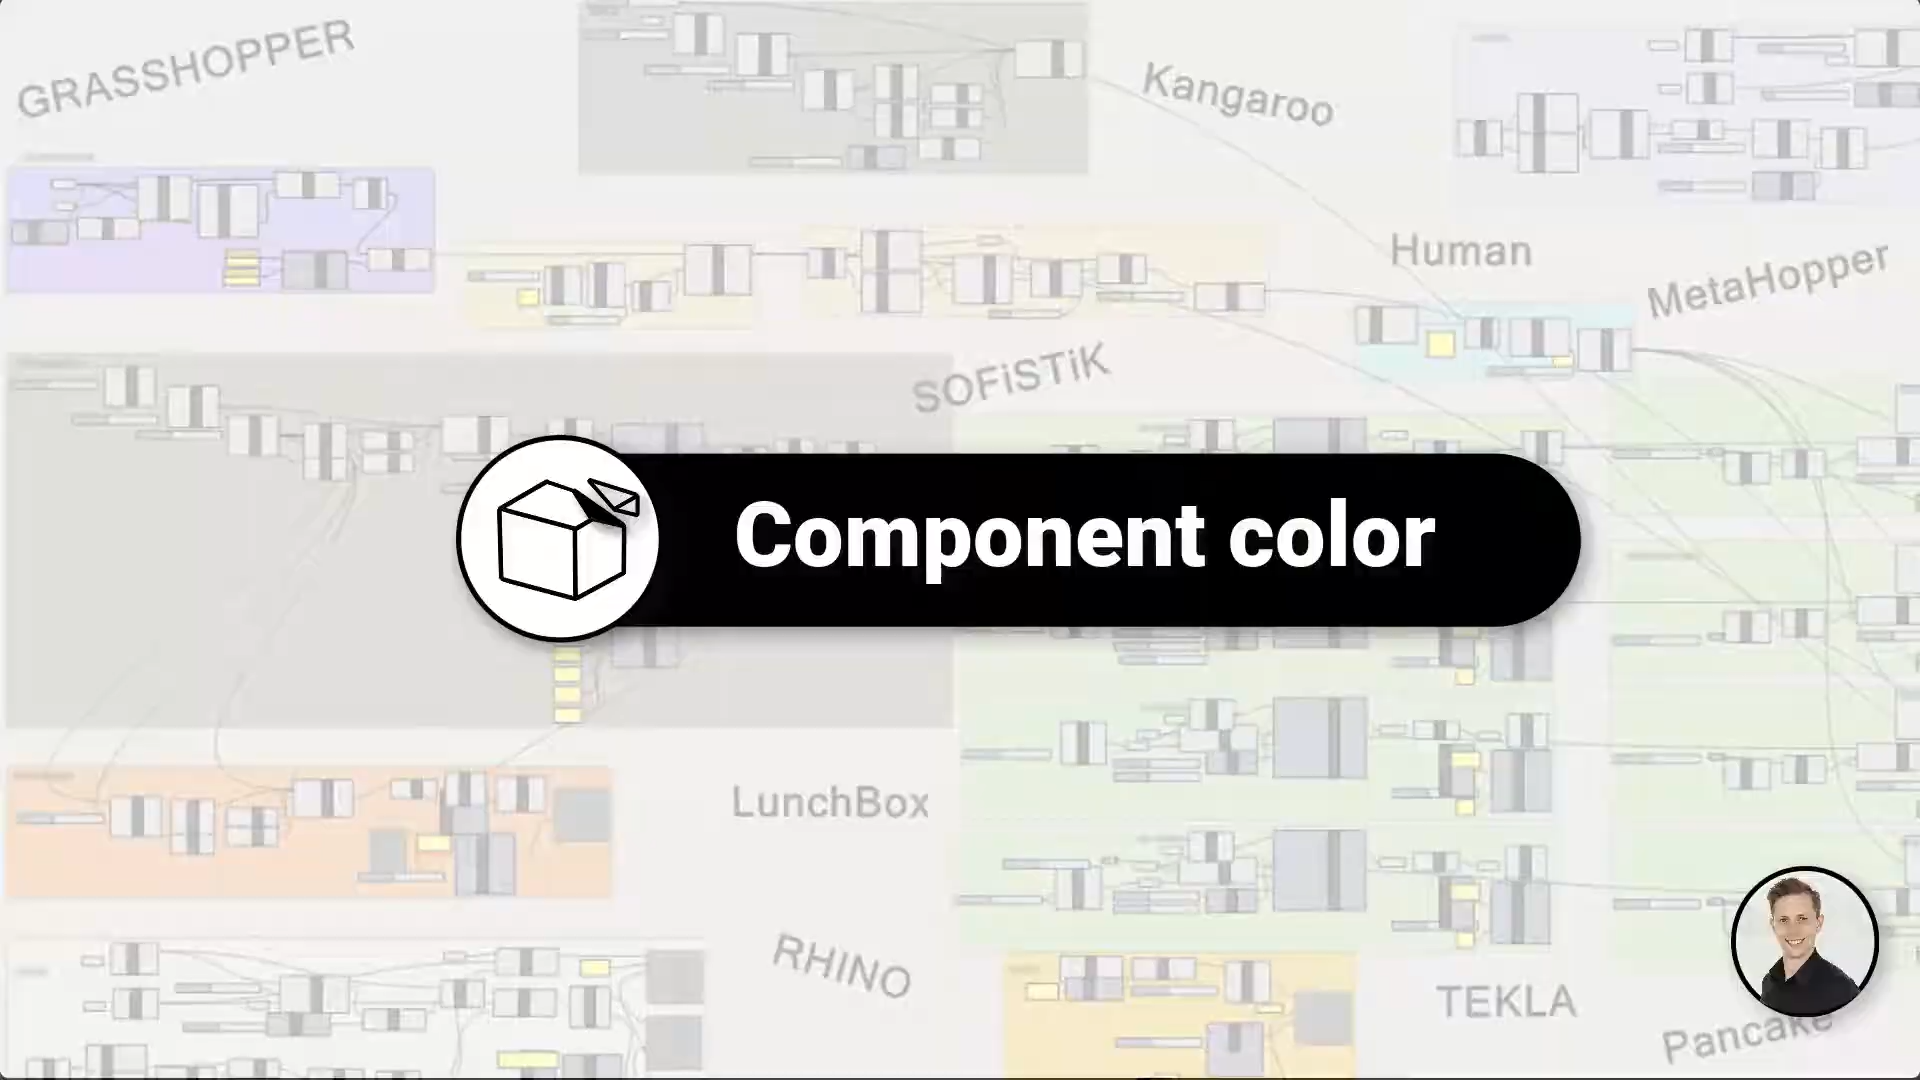 GRASSHOPPER
Kangaroo
Human
MetaHopper
SOFiSTiK
Component color
LunchBox
RHINO
TEKLA
Pancake